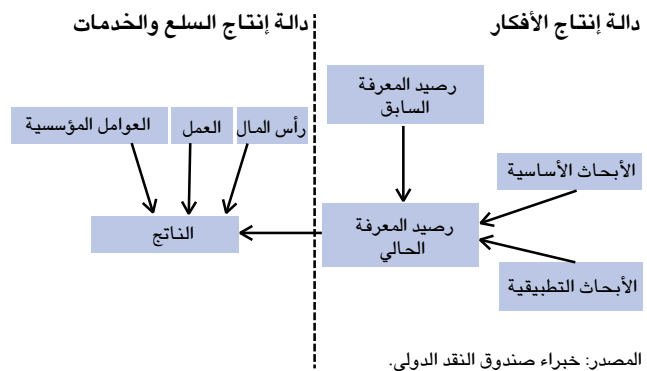 دالة إنتاج الأفكار
دالة إنتاج السلع والخدمات
رصيد المعرفة
السابق
رأس المال
العمل
العوامل المؤسسية
الأبحاث الأساسية
رصيد المعرفة
الحالي
الناتج
الأبحاث التطبيقية
المصدر: خبراء صندوق النقد الدولي.